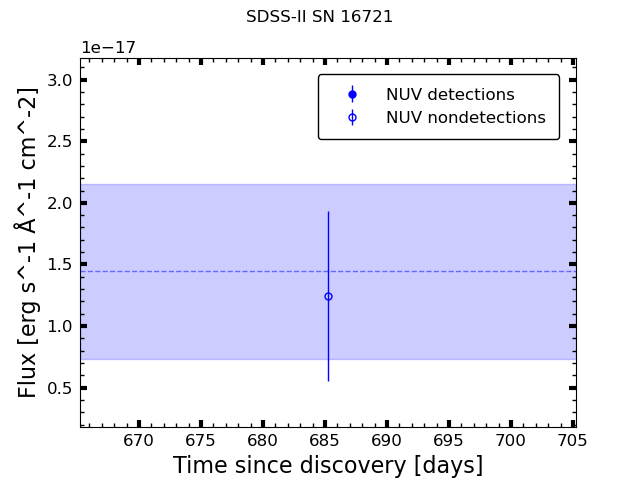 SDSS-II SN 16721
1e−17
NUV detections
NUV nondetections
3.0
2.5
2.0
1.5
1.0
0.5
Flux [erg s^-1 Å^-1 cm^-2]
670 675 680 685 690 695 700 705
Time since discovery [days]